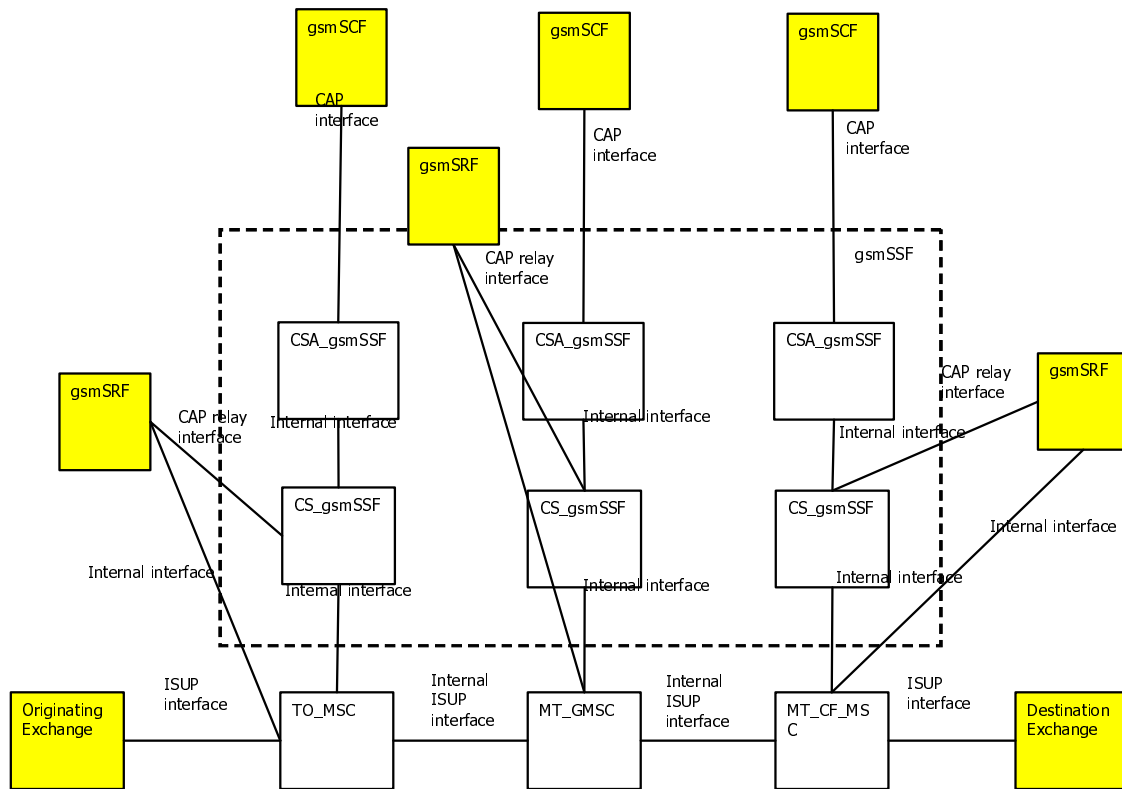 gsmSCF
gsmSCF
gsmSCF
CAP
interface
CAP
interface
CAP
interface
gsmSRF
CAP relay
interface
gsmSSF
CSA_gsmSSF
CSA_gsmSSF
CSA_gsmSSF
gsmSRF
CAP relay
interface
gsmSRF
CAP relay
interface
Internal interface
Internal interface
Internal interface
CS_gsmSSF
CS_gsmSSF
CS_gsmSSF
Internal interface
Internal interface
Internal interface
Internal interface
Internal interface
ISUP
interface
Internal
ISUP
interface
Internal
ISUP
interface
ISUP
interface
Originating
Exchange
TO_MSC
MT_GMSC
MT_CF_MS
C
Destination
Exchange